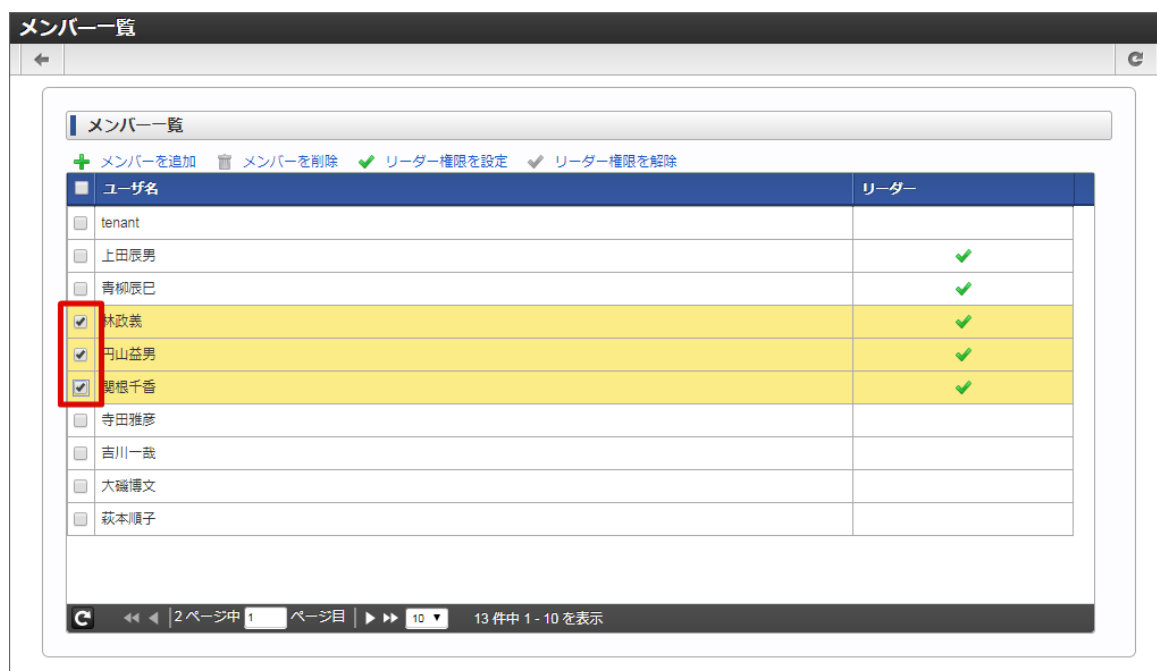 メンバー一覧
メンバー一覧
メンバーを追加 メンバーを削除 リーダー権限を設定 リーダー権限を解除
ユーザ名 リーダー
tenant
上田辰男
青柳辰巳
林政義
円山益男
関根千香
寺田雅彦
吉川一哉
大磯博文
萩本順子
2 ページ中 1 ページ目 10 13 件中 1 - 10 を表示